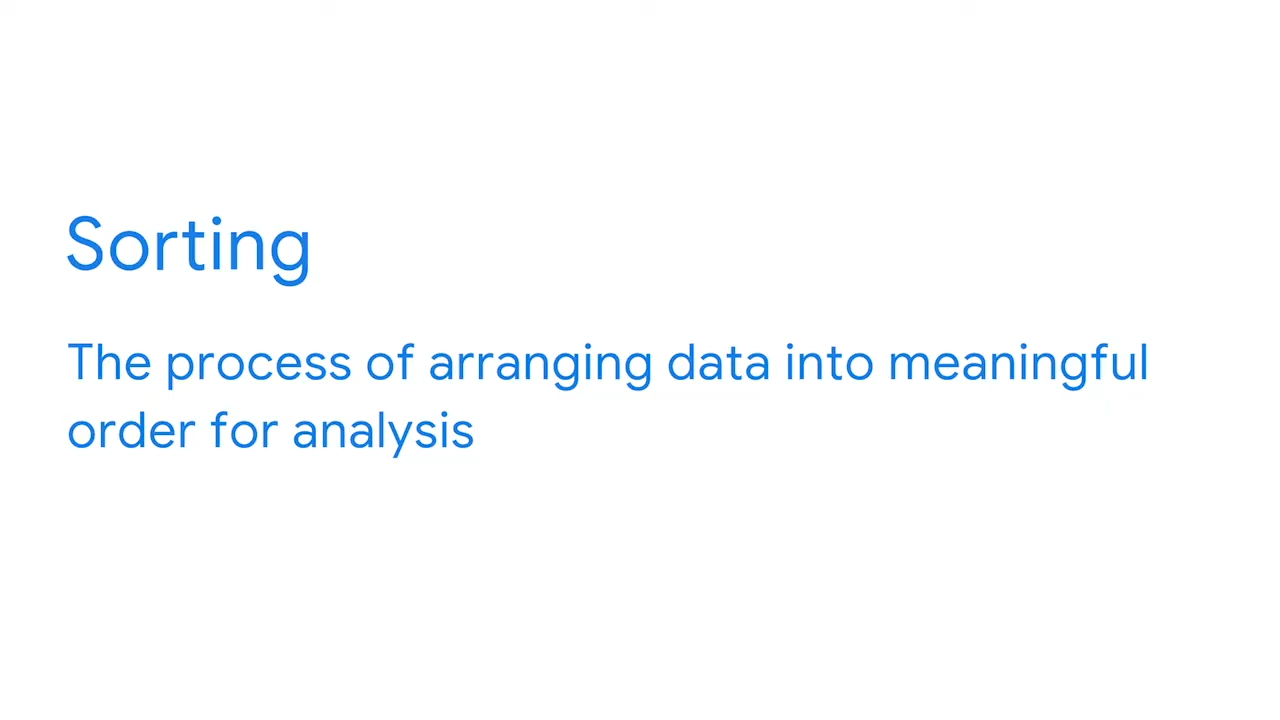 Sorting
The process of arranging data into meaningful
order for analysis